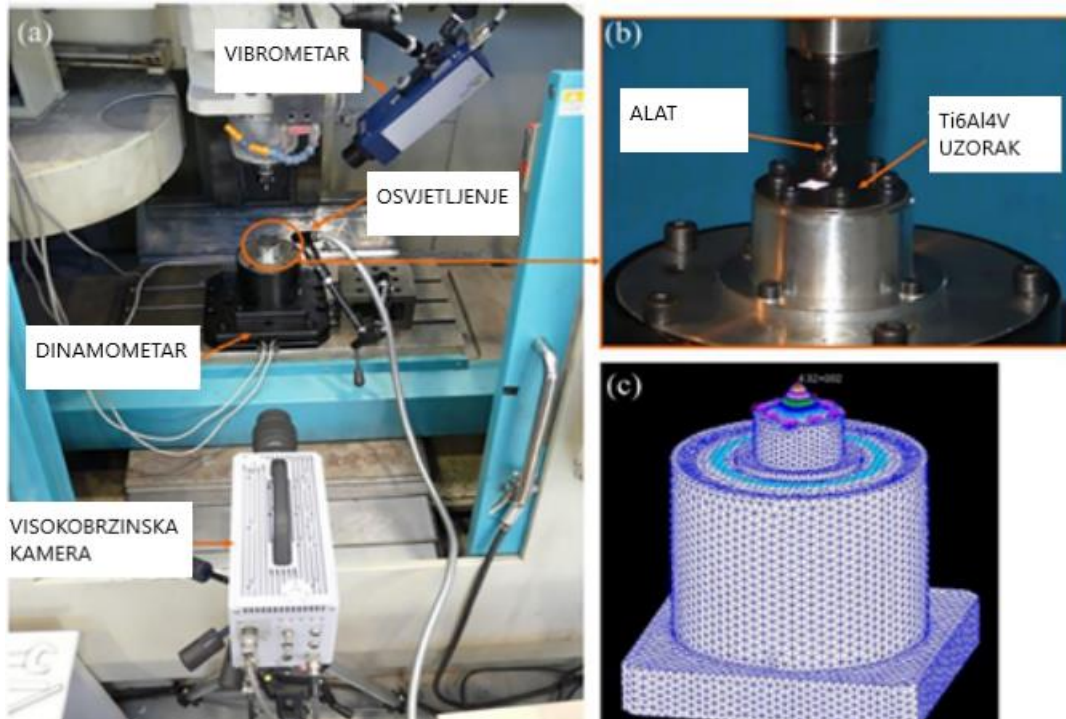 (a)
VIBROMETAR
OSVJETLJENJE
DINAMOMETAR
VISOKOBRZINSKA
KAMERA
(b)
ALAT
Ti6Al4V
UZORAK
(c)